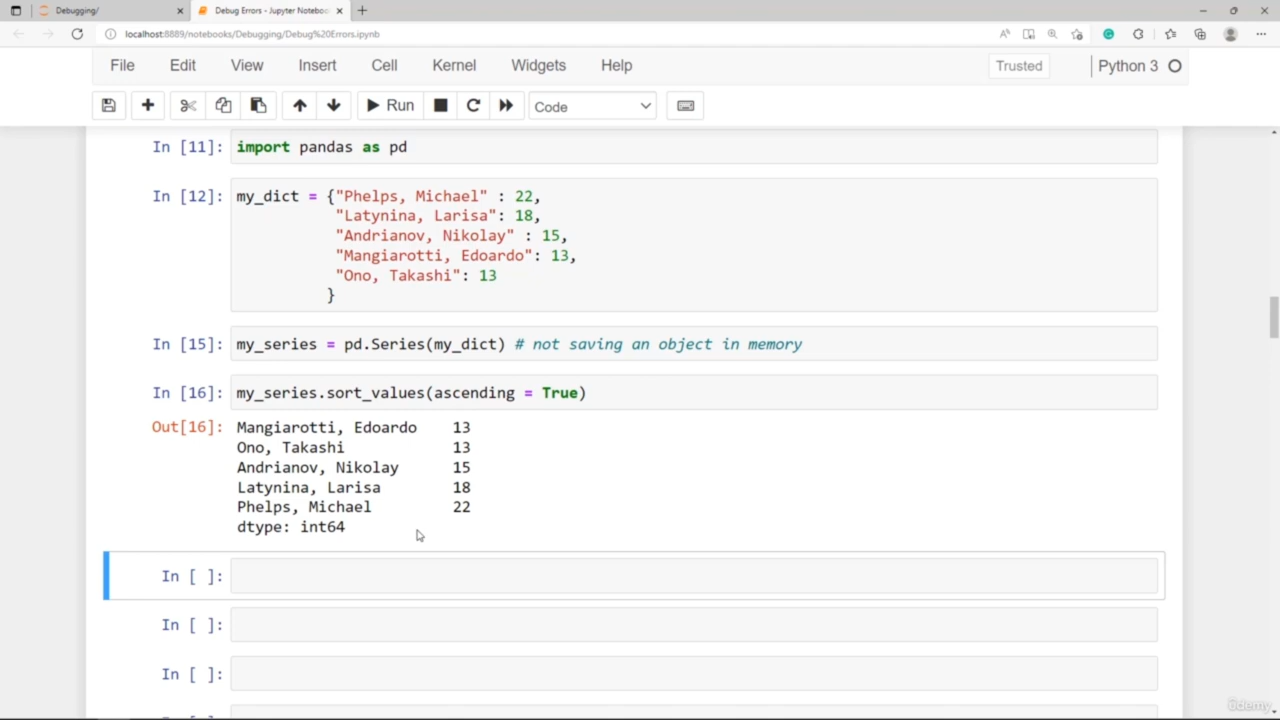 Debugging/
Debug Errors - Jupyter Noteboo
localhost:8889/notebooks/Debugging/Debug%20Errors.ipynb
File Edit View Insert Cell Kernel Widgets Help Trusted Python 3
Run Code
In [11]: import pandas as pd
In [12]: my_dict = {"Phelps, Michael" : 22,
"Latynina, Larisa": 18,
"Andrianov, Nikolay" : 15,
"Mangiarotti, Edoardo": 13,
"Ono, Takashi": 13
}
In [15]: my_series = pd.Series(my_dict) # not saving an object in memory
In [16]: my_series.sort_values(ascending = True)
Out[16]: Mangiarotti, Edoardo 13
Ono, Takashi 13
Andrianov, Nikolay 15
Latynina, Larisa 18
Phelps, Michael 22
dtype: int64
In [ ]:
In [ ]:
In [ ]:
ûdemy